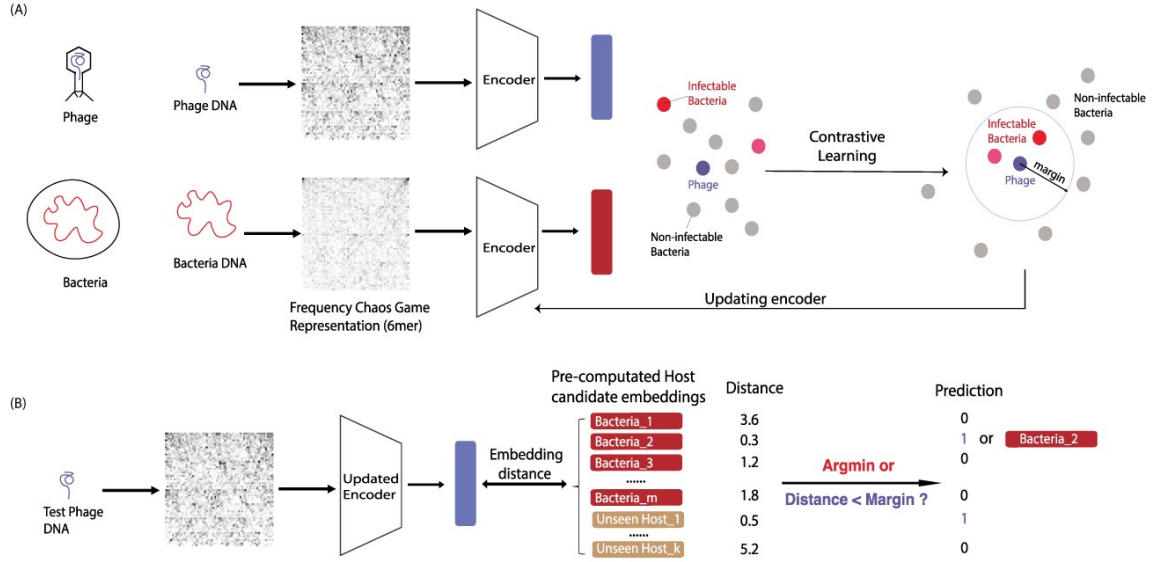 (A)
Phage
Phage DNA
Encoder
Infectable
Bacteria
Phage
Non-infectable
Bacteria
Contrastive
Learning
Non-infectable
Bacteria
Infectable
Bacteria
Phage
margin
Bacteria
Bacteria DNA
Frequency Chaos Game
Representation (6mer)
Encoder
Updating encoder
(B)
Test Phage
DNA
Updated
Encoder
Embedding
distance
Pre-computated Host
candidate embeddings
Distance
Prediction
Bacteria_1 3.6 0
Bacteria_2 0.3 1 or Bacteria_2
Bacteria_3 1.2 0
......
Bacteria_m 1.8 0
Unseen Host_1 0.5 1
......
Unseen Host_k 5.2 0
Argmin or
Distance < Margin ?